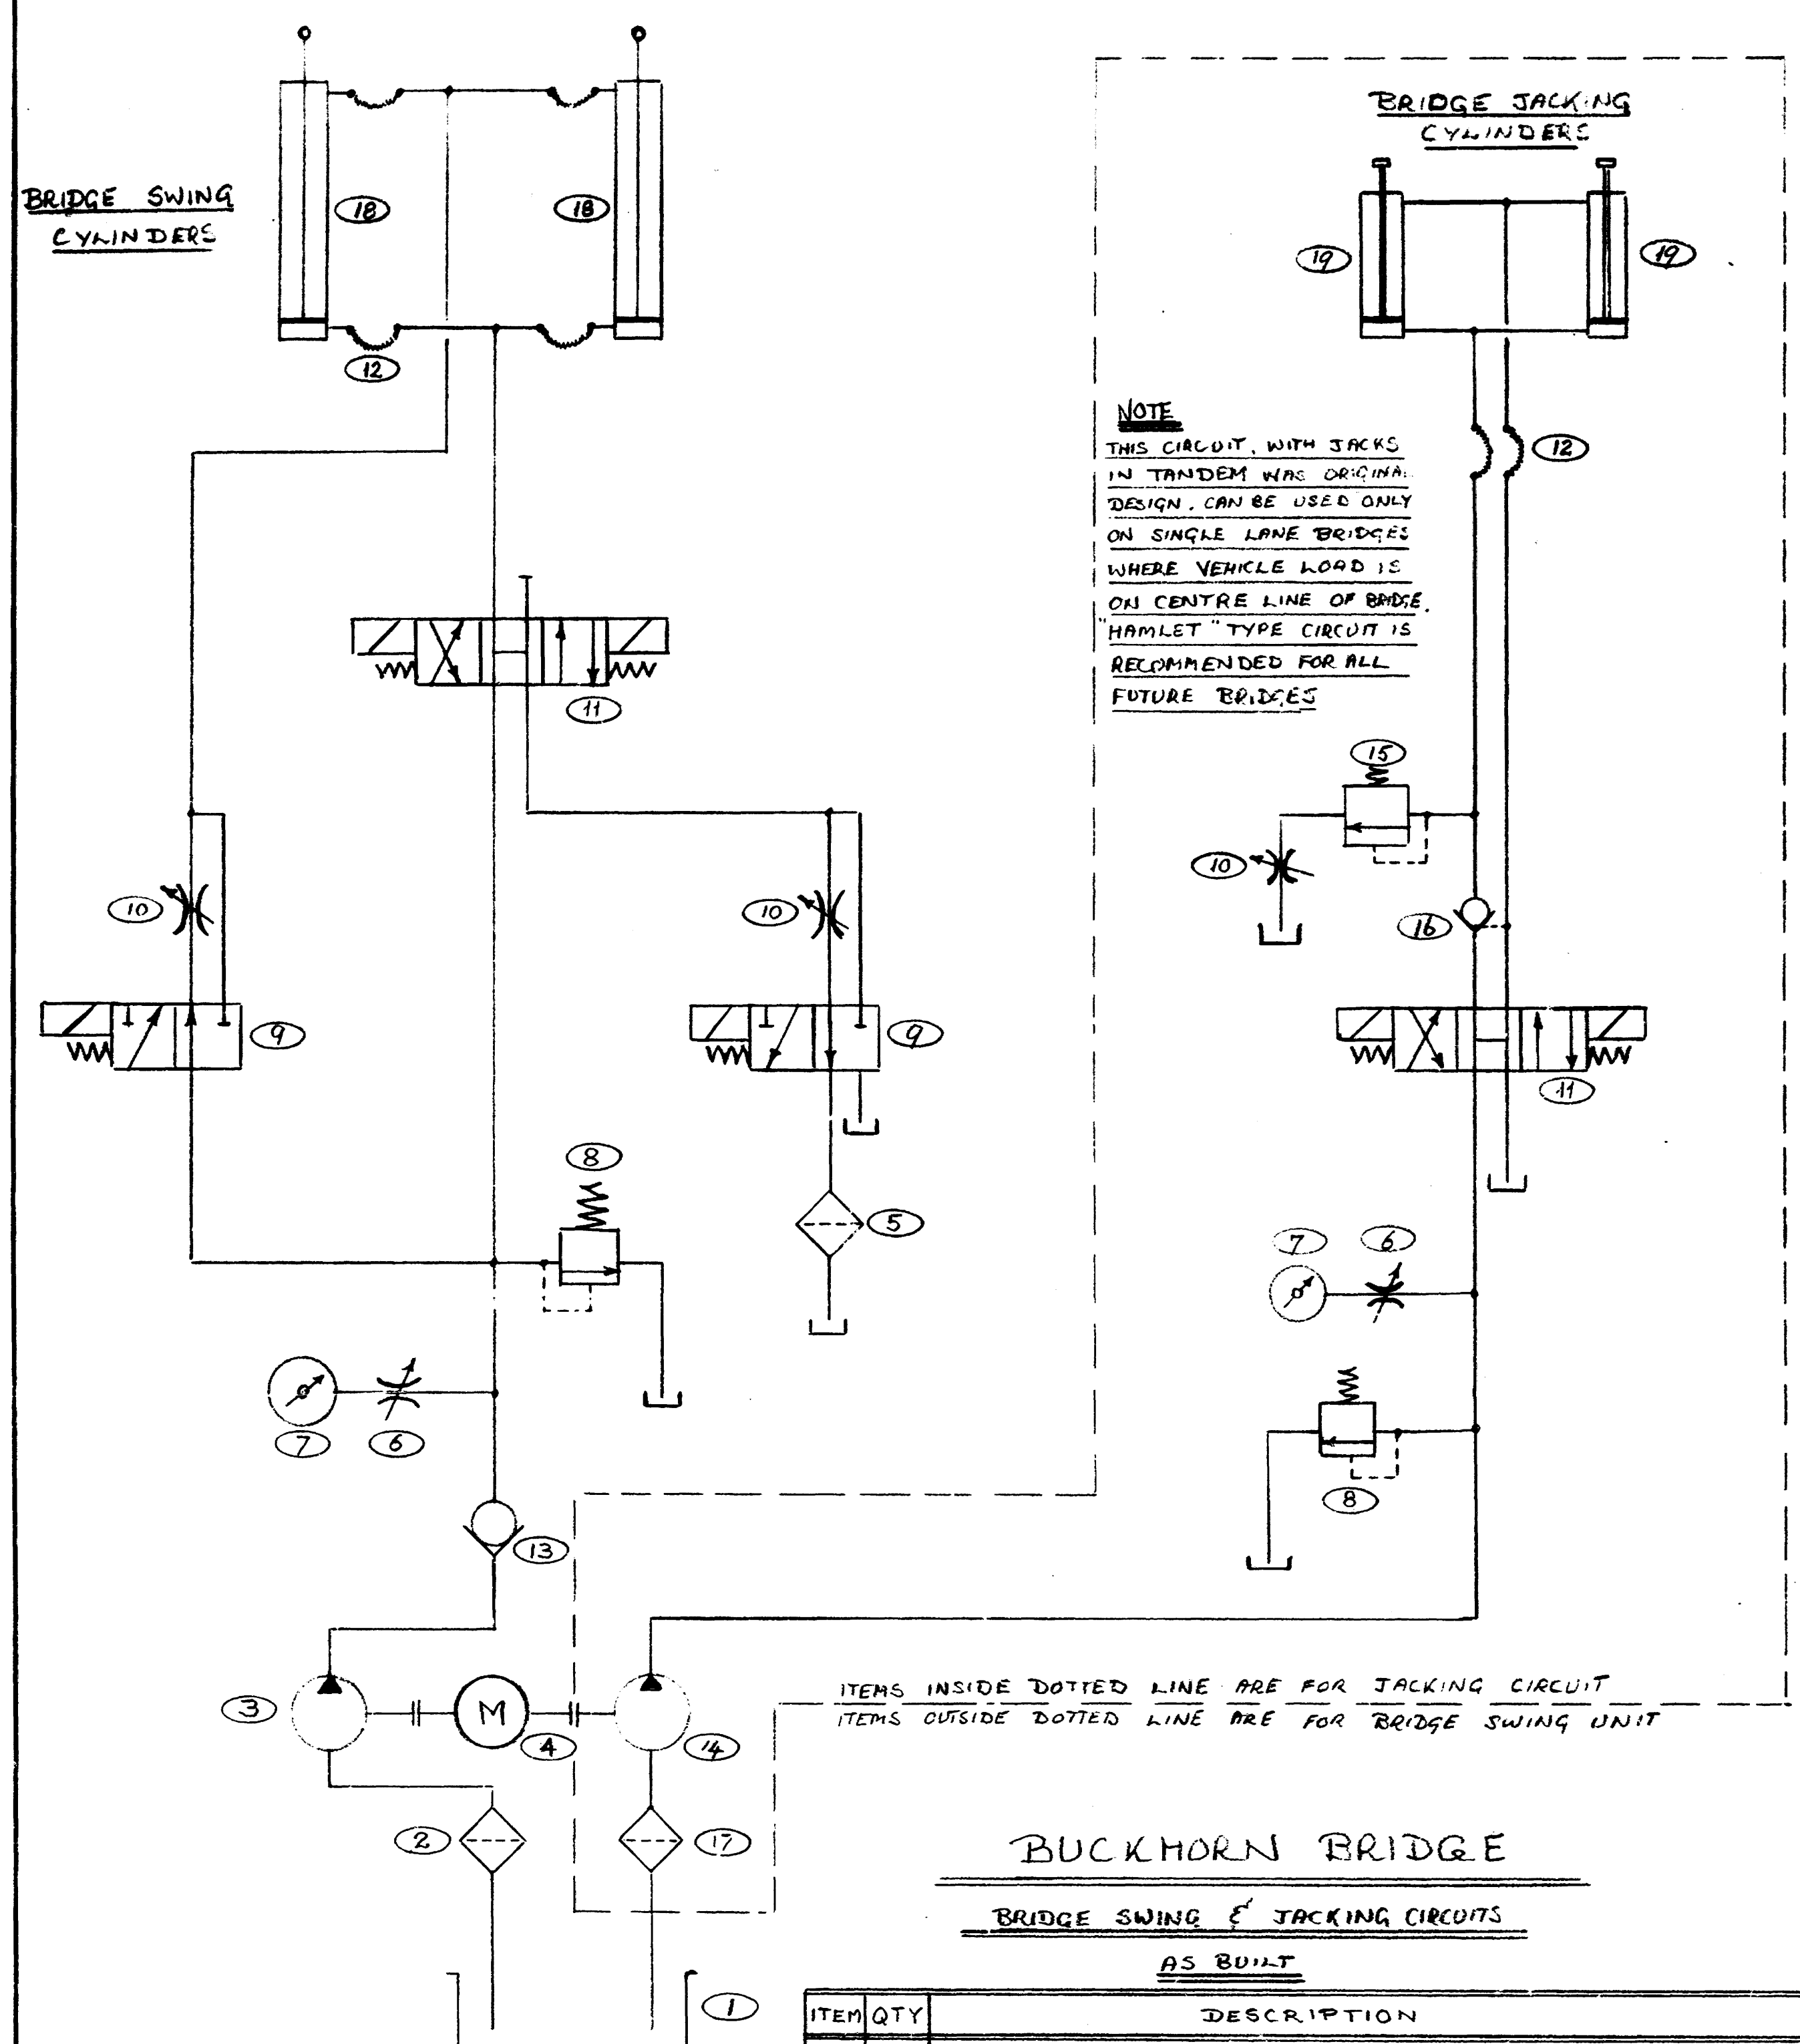 BRIDGE SWING
CYLINDERS
18
18
12
BRIDGE JACKING
CYLINDERS
19
19
12
NOTE
THIS CIRCUIT, WITH JACKS
IN TANDEM WAS ORIGINAL
DESIGN. CAN BE USED ONLY
ON SINGLE LANE BRIDGES
WHERE VEHICLE LOAD IS
ON CENTRE LINE OF BRIDGE.
"HAMLET" TYPE CIRCUIT IS
RECOMMENDED FOR ALL
FUTURE BRIDGES
11
15
10
10
10
16
9
9
11
8
5
7
6
7
6
8
13
3
M
4
14
ITEMS INSIDE DOTTED LINE ARE FOR JACKING CIRCUIT
ITEMS OUTSIDE DOTTED LINE ARE FOR BRIDGE SWING UNIT
2
17
BUCKHORN BRIDGE
BRIDGE SWING & JACKING CIRCUITS
AS BUILT
1
ITEM QTY DESCRIPTION